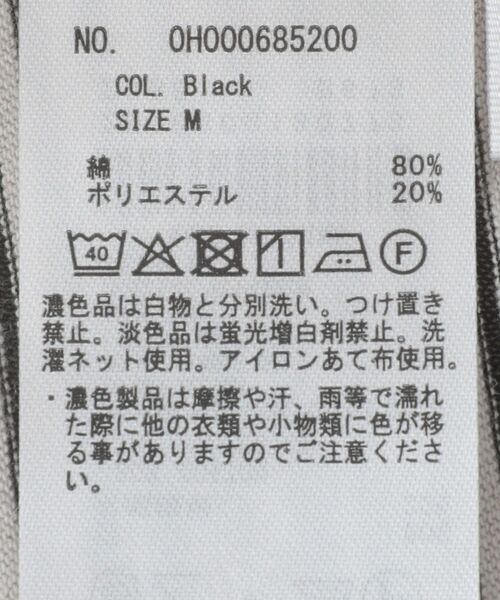 NO. 0H000685200
COL. Black
SIZE M
綿 80%
ポリエステル 20%
40 F
濃色品は白物と分別洗い。つけ置き
禁止。淡色品は蛍光増白剤禁止。洗
濯ネット使用。アイロンあて布使用。
・濃色製品は摩擦や汗、雨等で濡れ
た際に他の衣類や小物類に色が移
る事がありますのでご注意くださ
い。